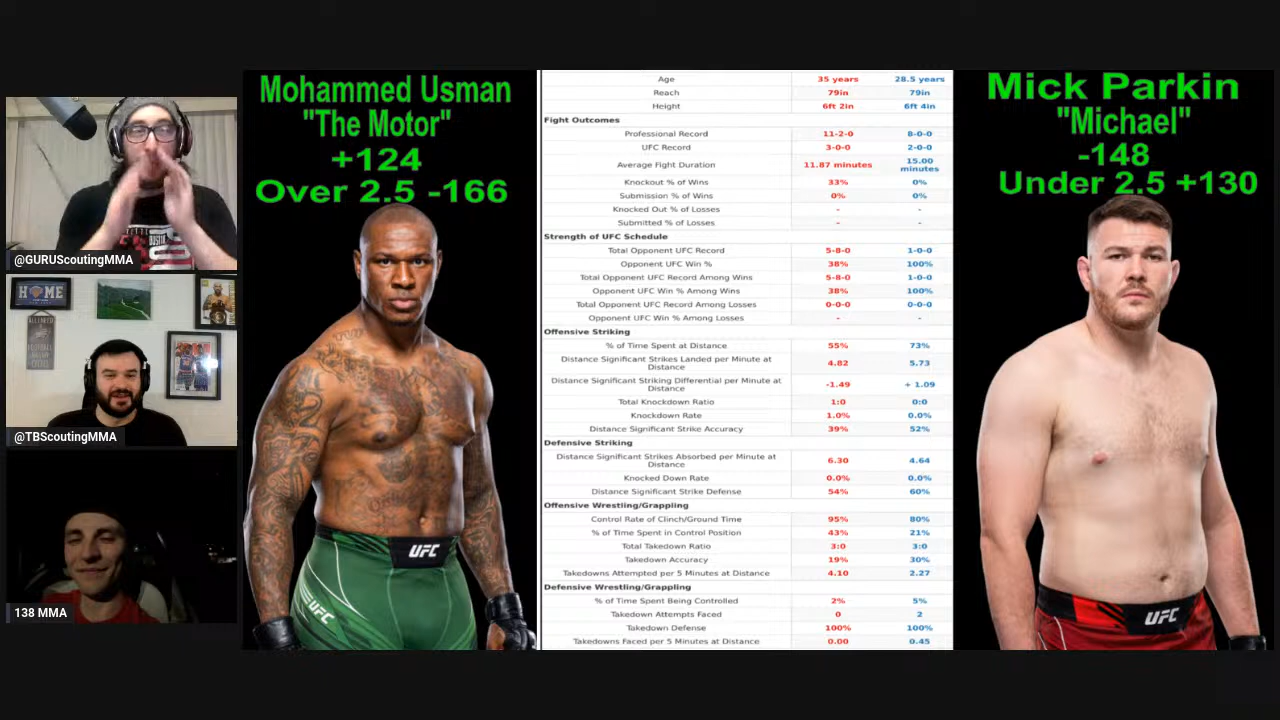 @GURUScoutingMMA
HME
@TBScoutingMMA
138 MMA
Mohammed Usman
"The Motor"
+124
Over 2.5 -166
UFC
UFC
Age 35 years 28.5 years
Reach 79in 79in
Height 6ft 2in 6ft 4in
Fight Outcomes
Professional Record 11-2-0 8-0-0
UFC Record 3-0-0 2-0-0
Average Fight Duration 11.87 minutes 15.00 minutes
Knockout % of Wins 33% 0%
Submission % of Wins 0% 0%
Knocked Out % of Losses - -
Submitted % of Losses - -
Strength of UFC Schedule
Total Opponent UFC Record 5-8-0 1-0-0
Opponent UFC Win % 38% 100%
Total Opponent UFC Record Among Wins 5-8-0 1-0-0
Opponent UFC Win % Among Wins 38% 100%
Total Opponent UFC Record Among Losses 0-0-0 0-0-0
Opponent UFC Win % Among Losses - -
Offensive Striking
% of Time Spent at Distance 55% 73%
Distance Significant Strikes Landed per Minute at
Distance 4.82 5.73
Distance Significant Striking Differential per Minute at
Distance -1.49 + 1.09
Total Knockdown Ratio 1:0 0:0
Knockdown Rate 1.0% 0.0%
Distance Significant Strike Accuracy 39% 52%
Defensive Striking
Distance Significant Strikes Absorbed per Minute at
Distance 6.30 4.64
Knocked Down Rate 0.0% 0.0%
Distance Significant Strike Defense 54% 60%
Offensive Wrestling/Grappling
Control Rate of Clinch/Ground Time 95% 80%
% of Time Spent in Control Position 43% 21%
Total Takedown Ratio 3:0 3:0
Takedown Accuracy 19% 30%
Takedowns Attempted per 5 Minutes at Distance 4.10 2.27
Defensive Wrestling/Grappling
% of Time Spent Being Controlled 2% 5%
Takedown Attempts Faced 0 2
Takedown Defense 100% 100%
Takedowns Faced per 5 Minutes at Distance 0.00 0.45
Mick Parkin
"Michael"
-148
Under 2.5 +130
UFC